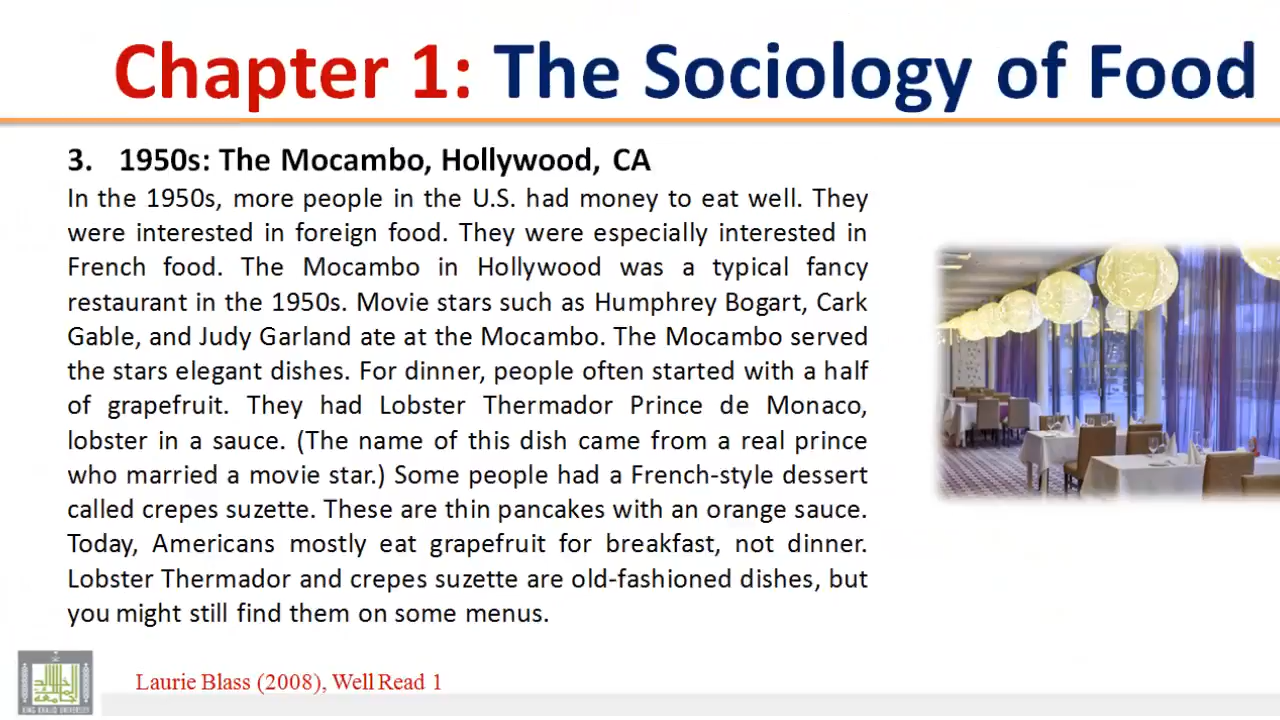 Chapter 1: The Sociology of Food
3. 1950s: The Mocambo, Hollywood, CA
In the 1950s, more people in the U.S. had money to eat well. They
were interested in foreign food. They were especially interested in
French food. The Mocambo in Hollywood was a typical fancy
restaurant in the 1950s. Movie stars such as Humphrey Bogart, Cark
Gable, and Judy Garland ate at the Mocambo. The Mocambo served
the stars elegant dishes. For dinner, people often started with a half
of grapefruit. They had Lobster Thermador Prince de Monaco,
lobster in a sauce. (The name of this dish came from a real prince
who married a movie star.) Some people had a French-style dessert
called crepes suzette. These are thin pancakes with an orange sauce.
Today, Americans mostly eat grapefruit for breakfast, not dinner.
Lobster Thermador and crepes suzette are old-fashioned dishes, but
you might still find them on some menus.
KING KHALID UNIVERSITY
Laurie Blass (2008), Well Read 1